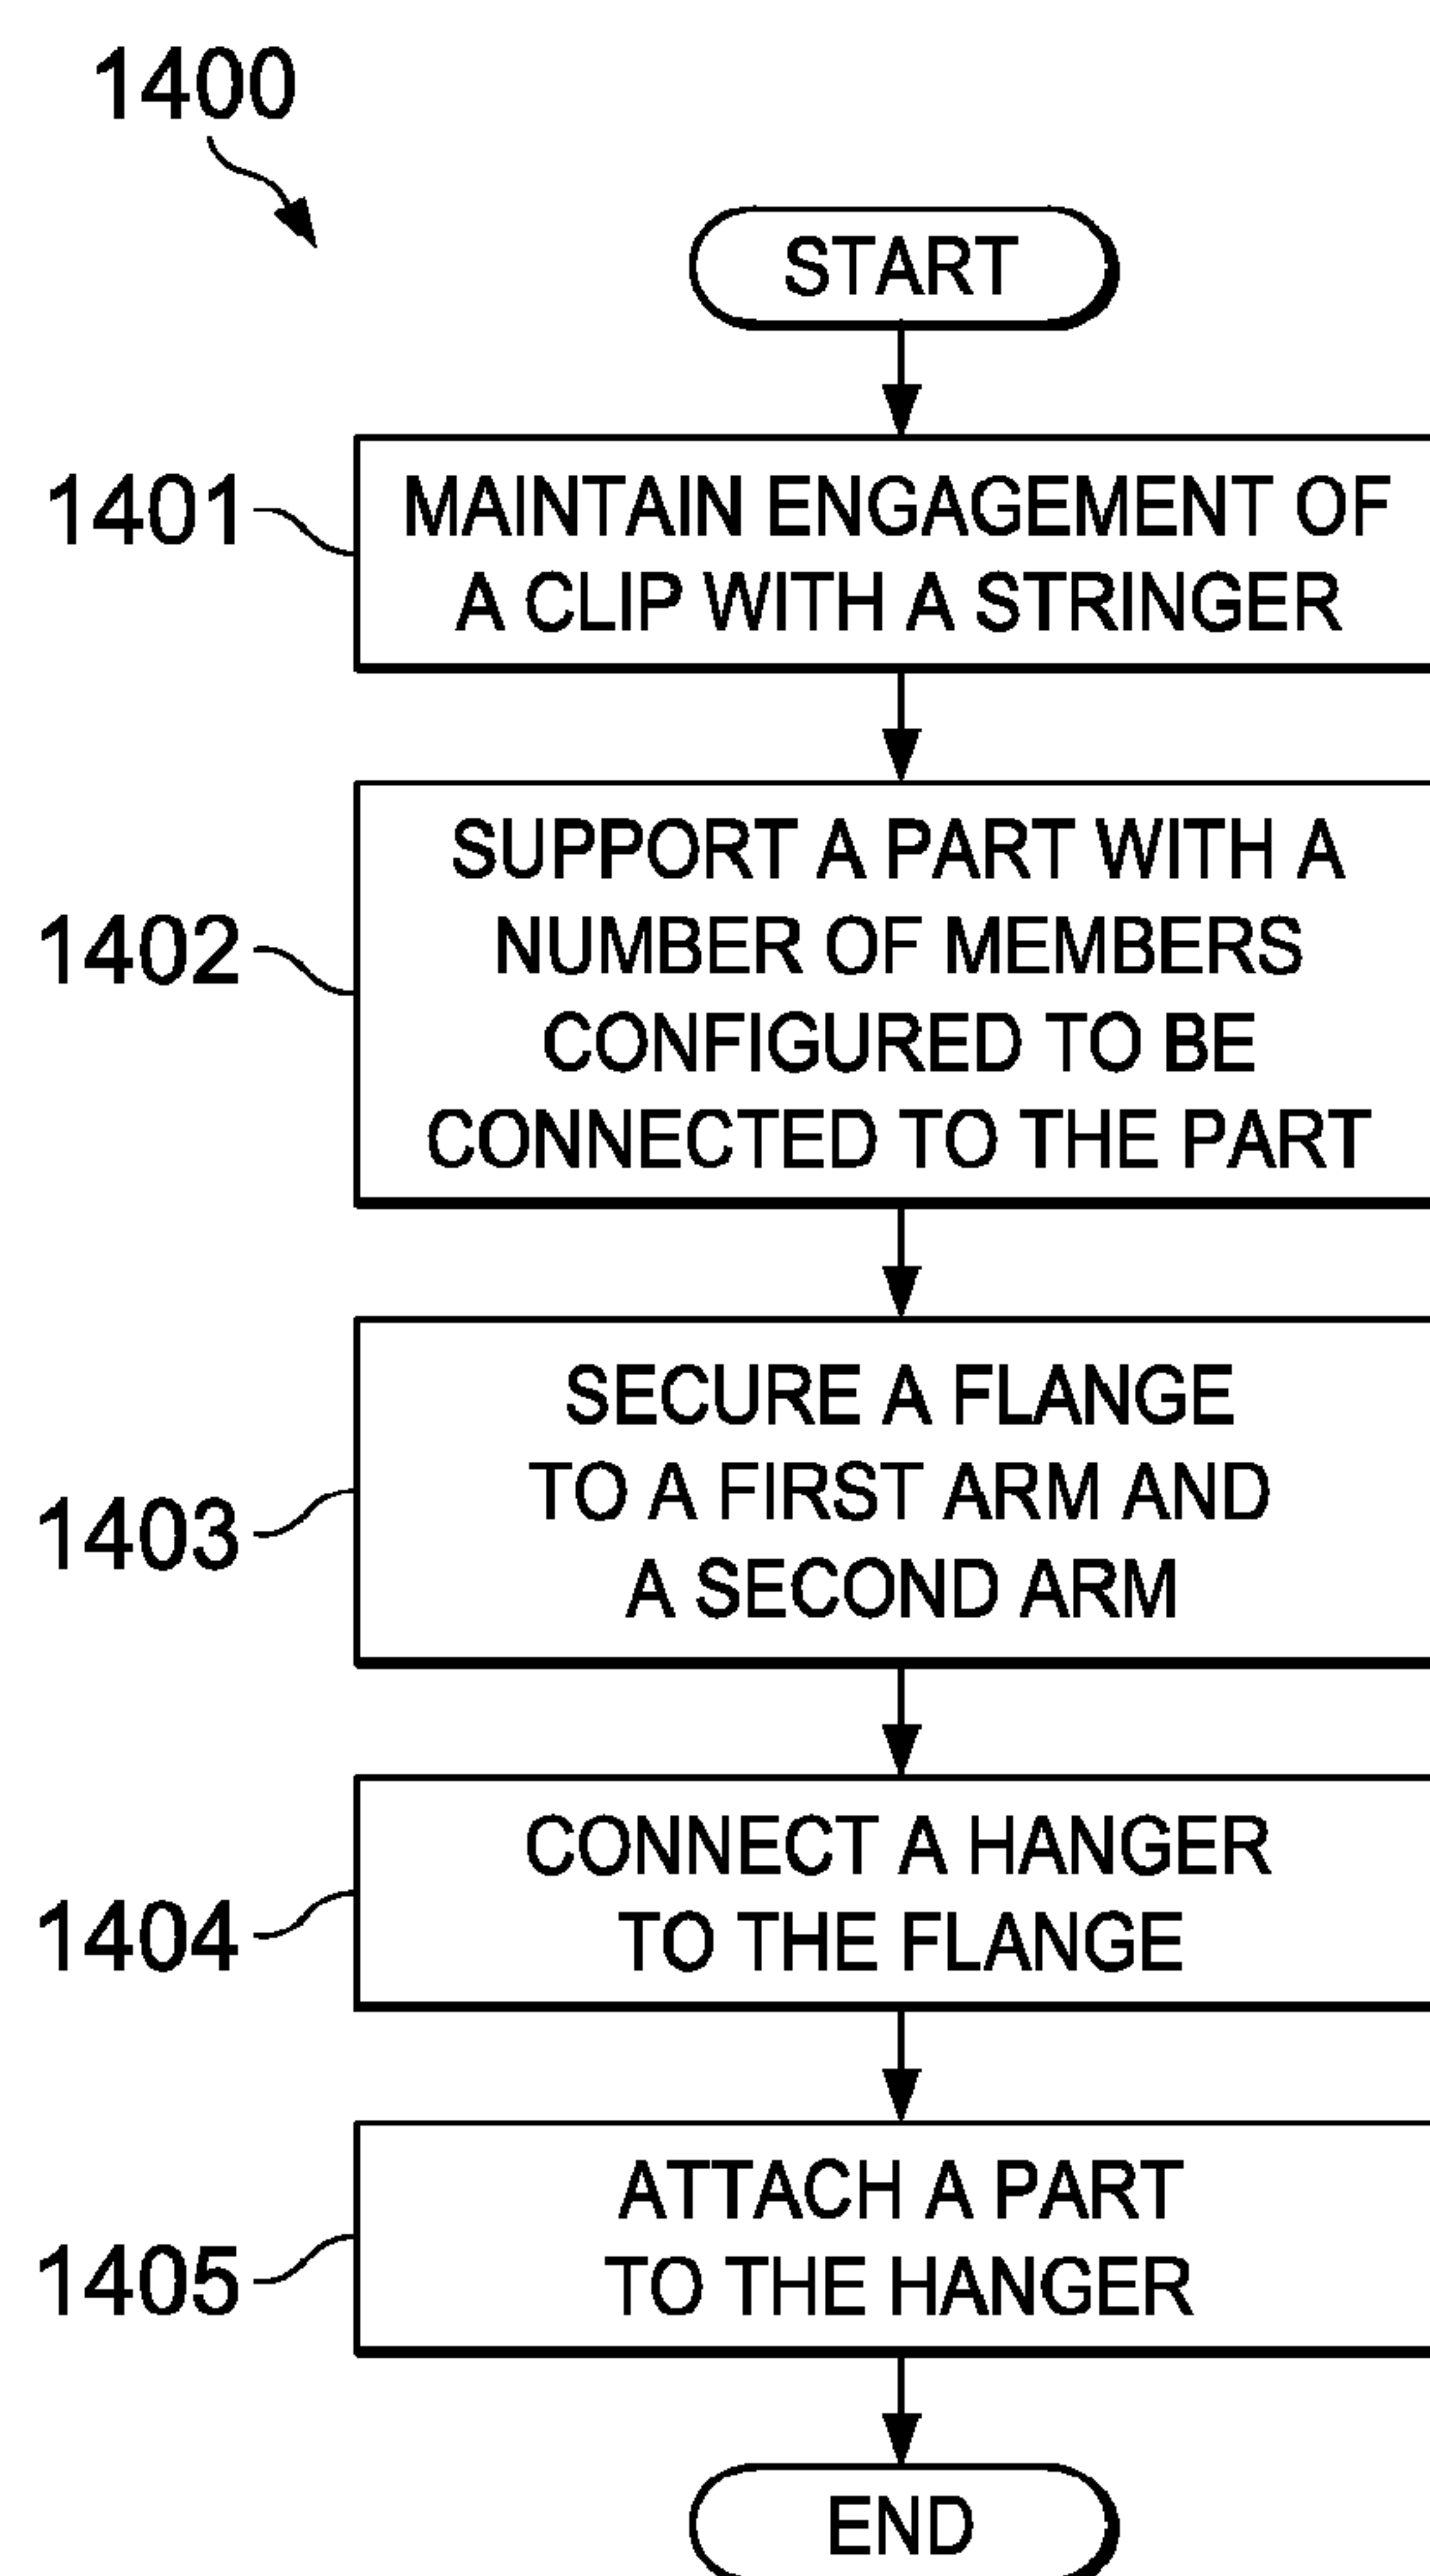 1400
START
1401
MAINTAIN ENGAGEMENT OF
A CLIP WITH A STRINGER
1402
SUPPORT A PART WITH A
NUMBER OF MEMBERS
CONFIGURED TO BE
CONNECTED TO THE PART
1403
SECURE A FLANGE
TO A FIRST ARM AND
A SECOND ARM
1404
CONNECT A HANGER
TO THE FLANGE
1405
ATTACH A PART
TO THE HANGER
END